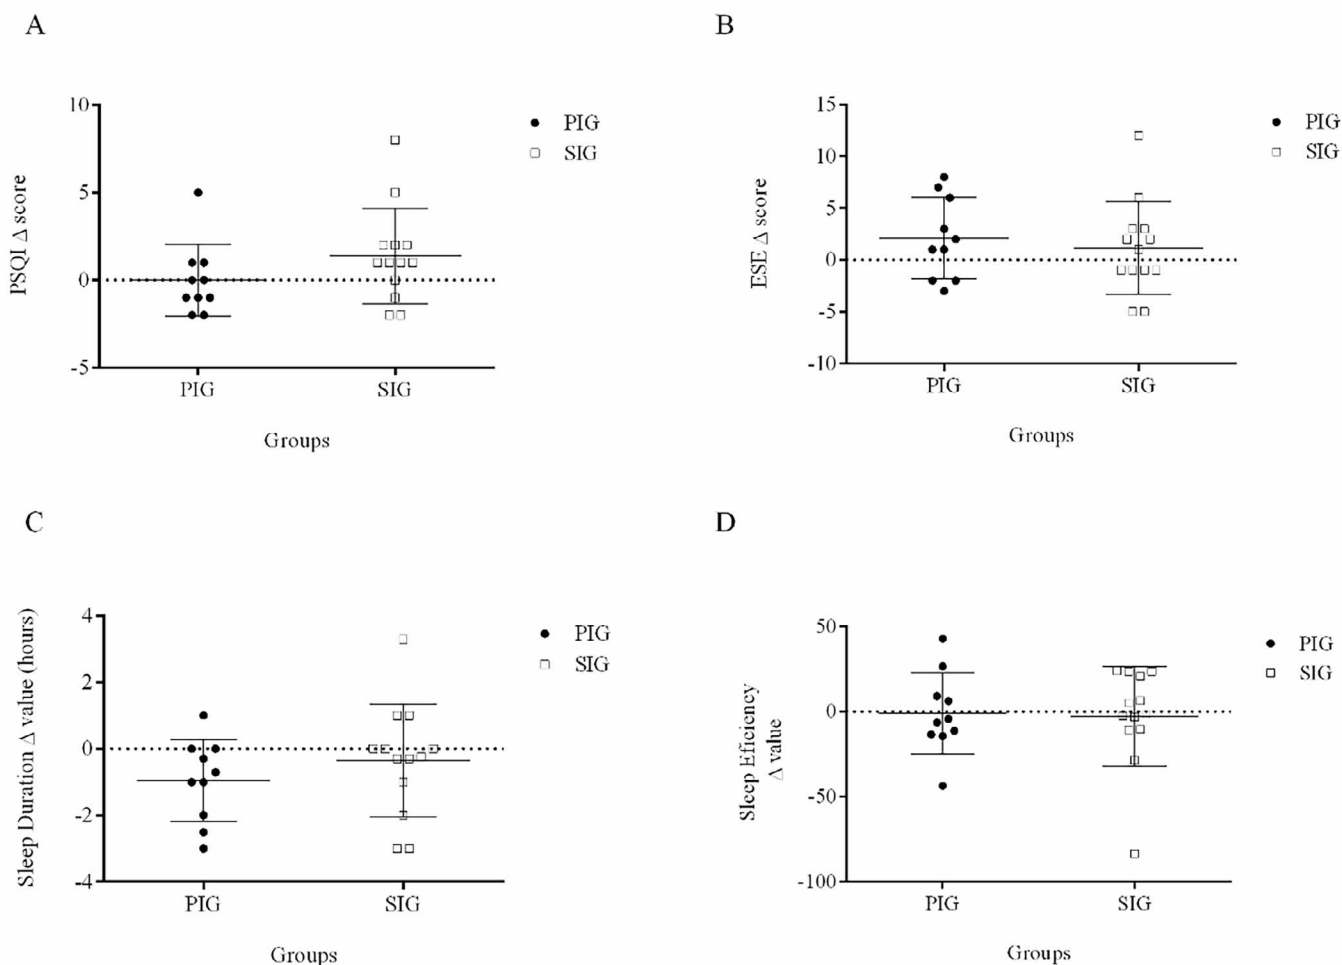 A
10
5
0
-5
PSQI Δ score
PIG
SIG
PIG
SIG
Groups
B
15
10
5
0
-5
-10
ESE Δ score
PIG
SIG
PIG
SIG
Groups
C
4
2
0
-2
-4
Sleep Duration Δ value (hours)
PIG
SIG
PIG
SIG
Groups
D
50
0
-50
-100
Sleep Eficiency
Δ value
PIG
SIG
PIG
SIG
Groups